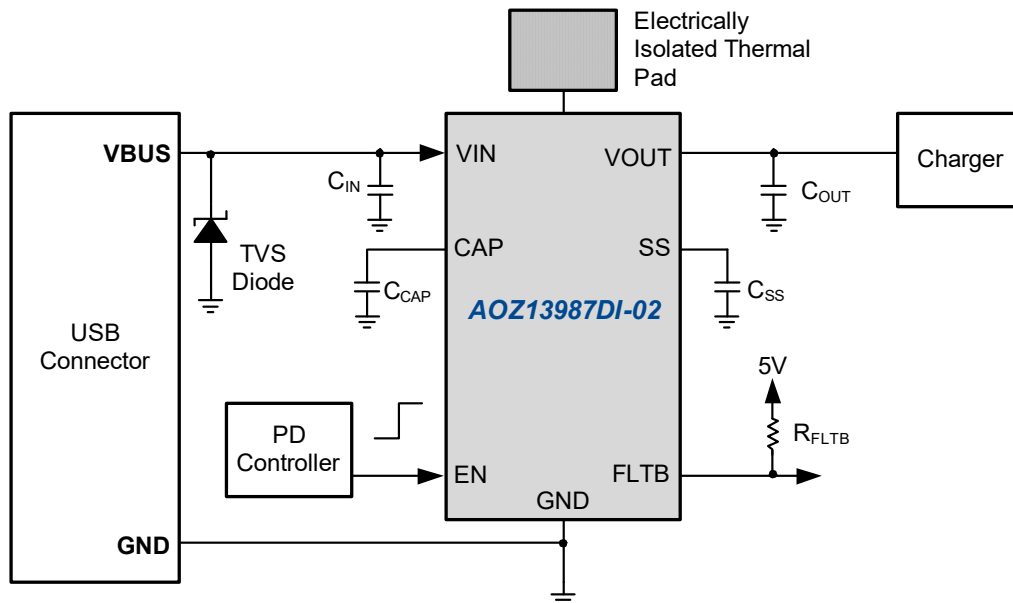 Electrically
Isolated Thermal
Pad
VBUS
VIN
VOUT
Charger
CIN
COUT
TVS
Diode
CAP
SS
CCAP
CSS
AOZ13987DI-02
USB
Connector
5V
RFLTB
PD
Controller
EN
FLTB
GND
GND